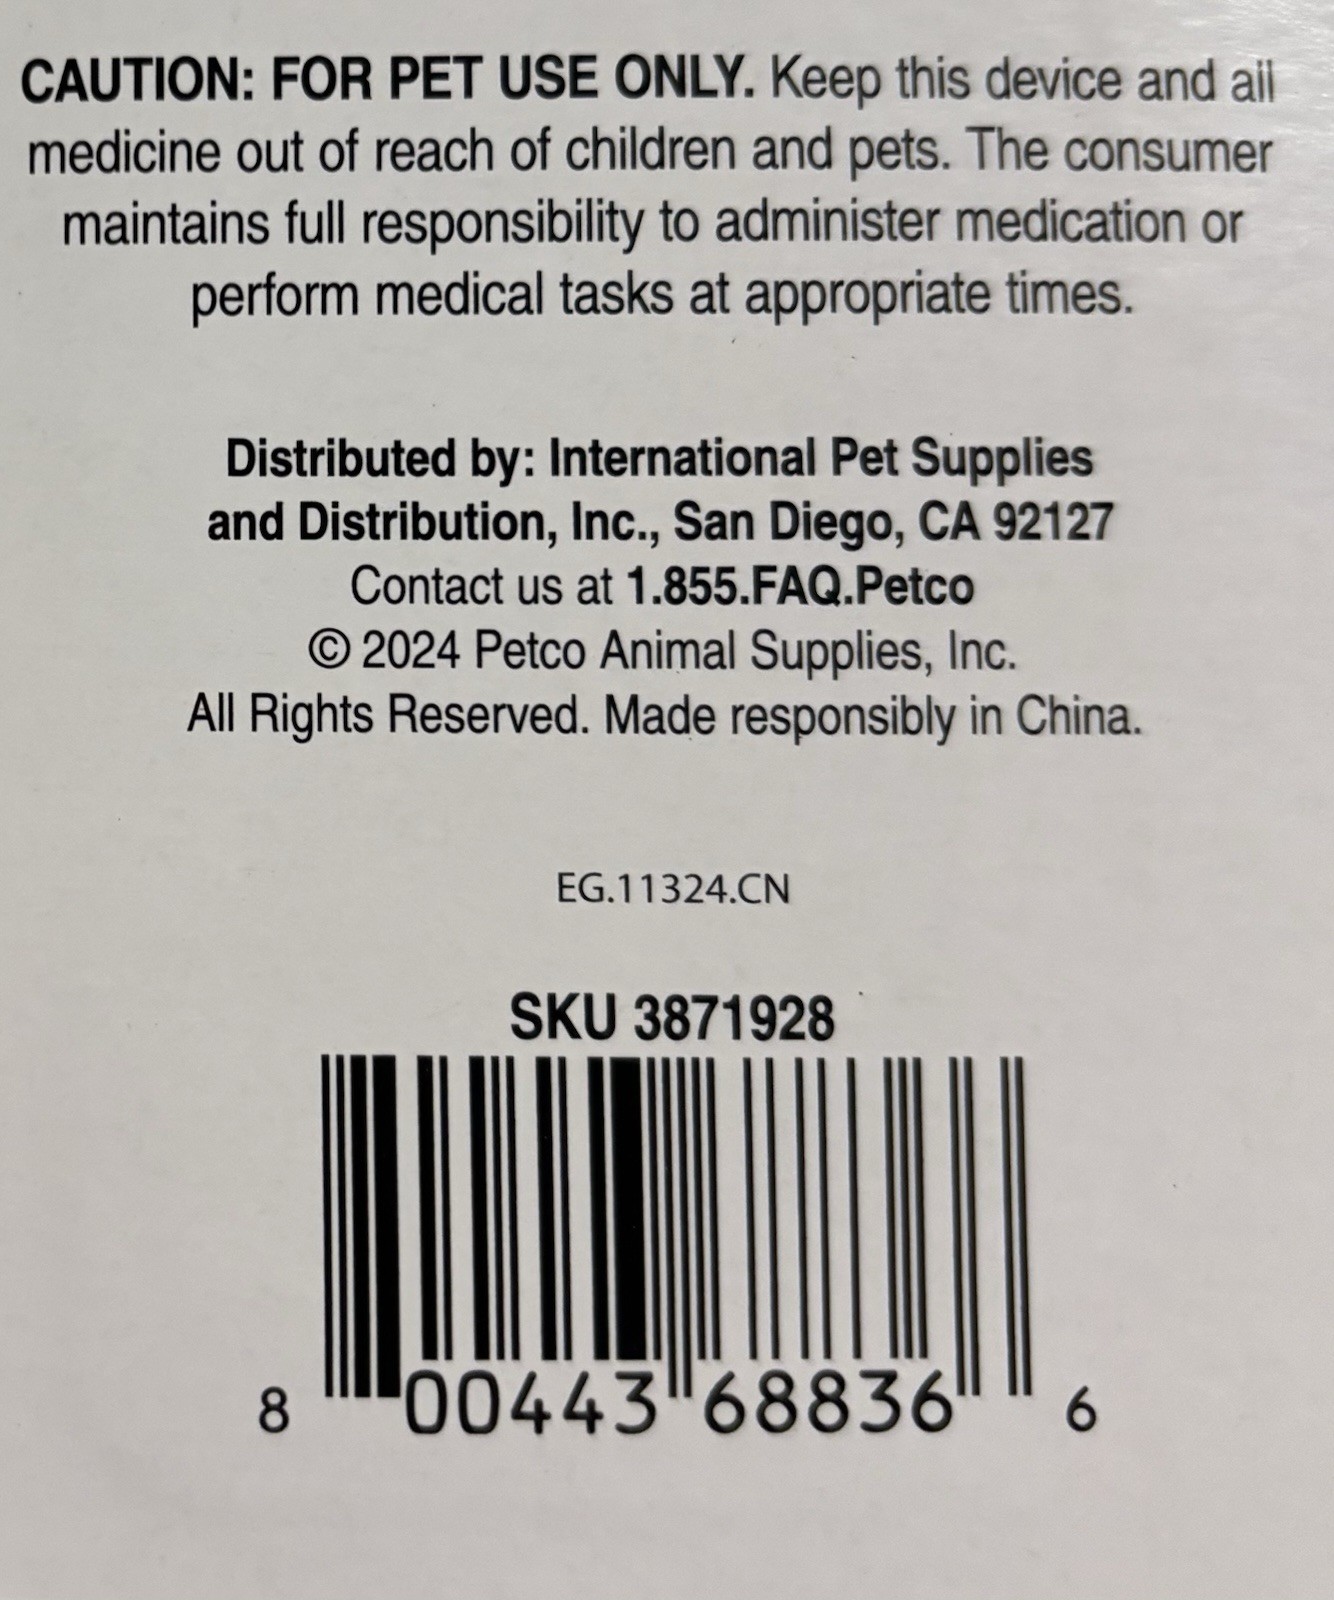 CAUTION: FOR PET USE ONLY. Keep this device and all
medicine out of reach of children and pets. The consumer
maintains full responsibility to administer medication or
perform medical tasks at appropriate times.
Distributed by: International Pet Supplies
and Distribution, Inc., San Diego, CA 92127
Contact us at 1.855.FAQ.Petco
© 2024 Petco Animal Supplies, Inc.
All Rights Reserved. Made responsibly in China.
EG.11324.CN
SKU 3871928
8 00443 68836 6